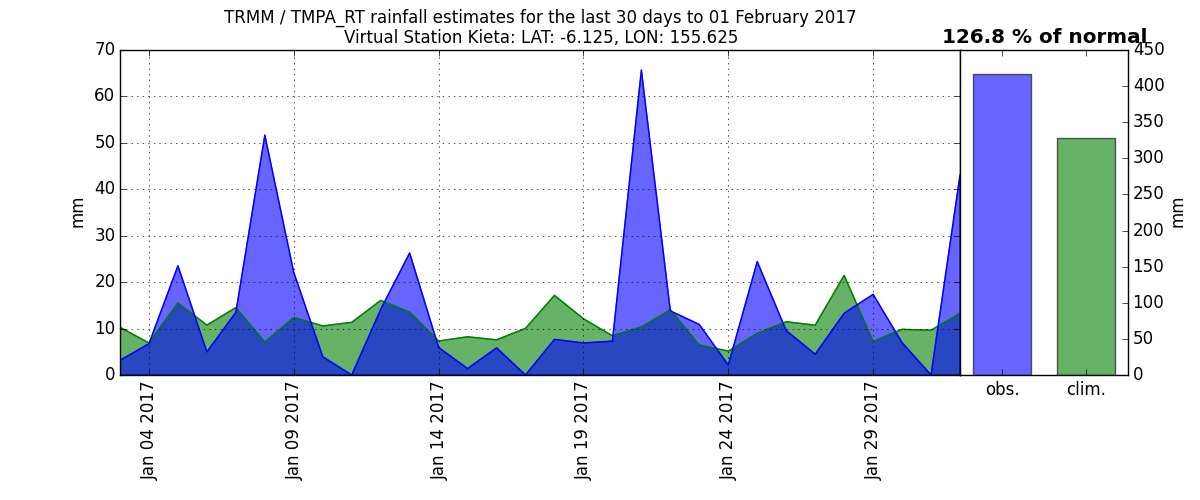 TRMM / TMPA_RT rainfall estimates for the last 30 days to 01 February 2017
Virtual Station Kieta: LAT: -6.125, LON: 155.625
126.8 % of normal
70
60
50
40
30
20
10
0
mm
Jan 04 2017
Jan 09 2017
Jan 14 2017
Jan 19 2017
Jan 24 2017
Jan 29 2017
450
400
350
300
250
200
150
100
50
0
mm
obs.
clim.